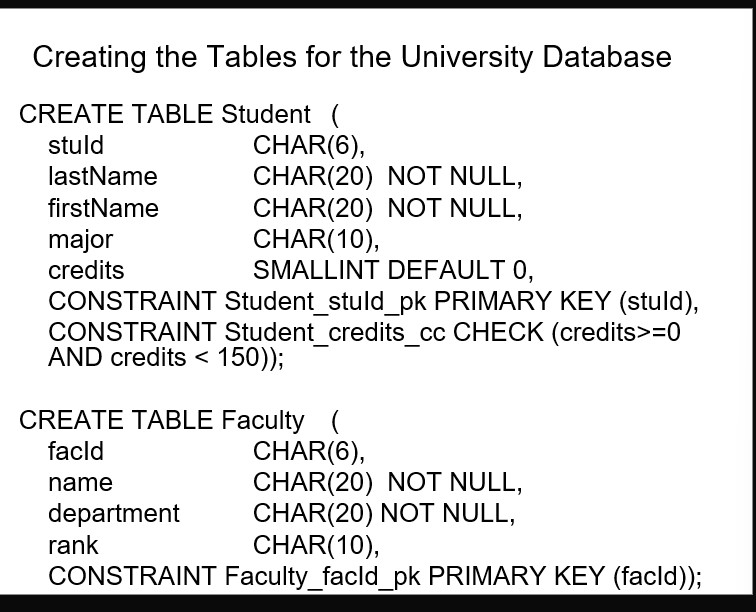 Creating the Tables for the University Database
CREATE TABLE Student (
stuId CHAR(6),
lastName CHAR(20) NOT NULL,
firstName CHAR(20) NOT NULL,
major CHAR(10),
credits SMALLINT DEFAULT 0,
CONSTRAINT Student_stuId_pk PRIMARY KEY (stuId),
CONSTRAINT Student_credits_cc CHECK (credits>=0
AND credits < 150));
CREATE TABLE Faculty (
facId CHAR(6),
name CHAR(20) NOT NULL,
department CHAR(20) NOT NULL,
rank CHAR(10),
CONSTRAINT Faculty_facId_pk PRIMARY KEY (facId));